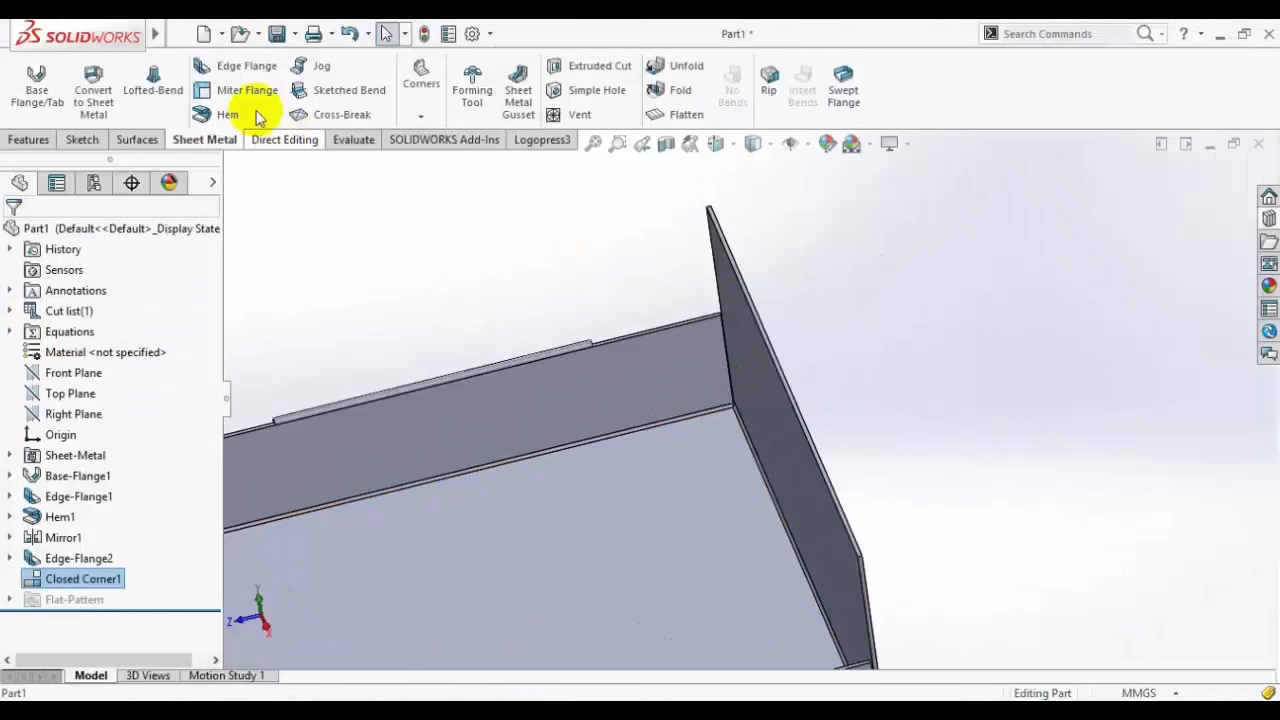 SOLIDWORKS
Part1 *
Search Commands
?
Base Flange/Tab
Convert to Sheet Metal
Lofted-Bend
Edge Flange
Miter Flange
Hem
Jog
Sketched Bend
Cross-Break
Corners
Forming Tool
Sheet Metal Gusset
Extruded Cut
Simple Hole
Vent
Unfold
Fold
Flatten
No Bends
Rip
Insert Bends
Swept Flange
Features
Sketch
Surfaces
Sheet Metal
Direct Editing
Evaluate
SOLIDWORKS Add-Ins
Logopress3
Part1 (Default<<Default>_Display State
History
Sensors
Annotations
Cut list(1)
Equations
Material <not specified>
Front Plane
Top Plane
Right Plane
Origin
Sheet-Metal
Base-Flange1
Edge-Flange1
Hem1
Mirror1
Edge-Flange2
Closed Corner1
Flat-Pattern
Y
Z
X
Model
3D Views
Motion Study 1
Part1
Editing Part
MMGS